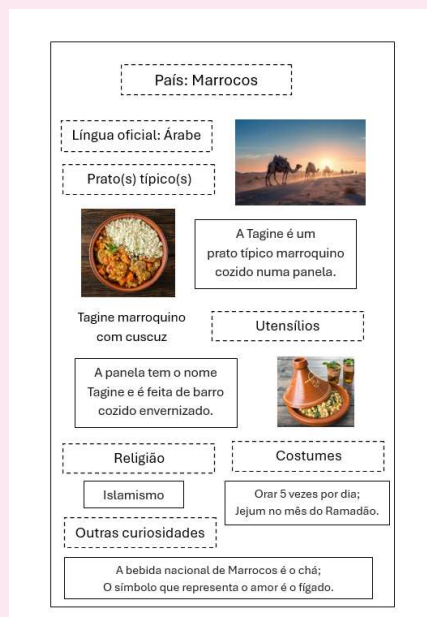 País: Marrocos
Língua oficial: Árabe
Prato(s) típico(s)
A Tagine é um
prato típico marroquino
cozido numa panela.
Tagine marroquino
com cuscuz
Utensílios
A panela tem o nome
Tagine e é feita de barro
cozido envernizado.
Religião
Costumes
Islamismo
Orar 5 vezes por dia;
Jejum no mês do Ramadão.
Outras curiosidades
A bebida nacional de Marrocos é o chá;
O símbolo que representa o amor é o fígado.